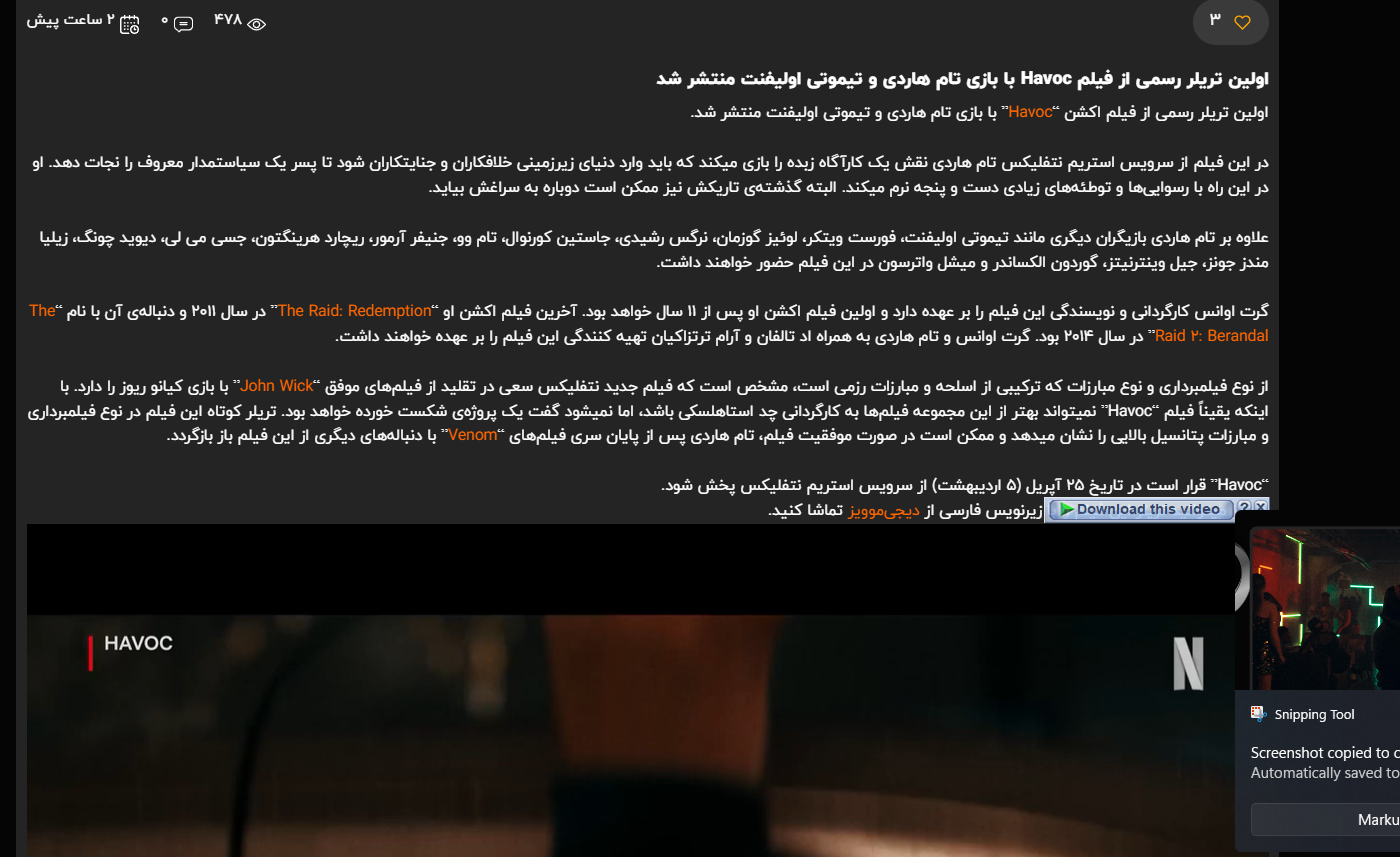 ۳
۴۷۸
۰
۲ ساعت پیش
اولین تریلر رسمی از فیلم Havoc با بازی تام هاردی و تیموتی اولیفنت منتشر شد
اولین تریلر رسمی از فیلم اکشن “Havoc” با بازی تام هاردی و تیموتی اولیفنت منتشر شد.
در این فیلم از سرویس استریم نتفلیکس تام هاردی نقش یک کارآگاه زبده را بازی میکند که باید وارد دنیای زیرزمینی خلافکاران و جنایتکاران شود تا پسر یک سیاستمدار معروف را نجات دهد. او
در این راه با رسوایی‌ها و توطئه‌های زیادی دست و پنجه نرم میکند. البته گذشته‌ی تاریکش نیز ممکن است دوباره به سراغش بیاید.
علاوه بر تام هاردی بازیگران دیگری مانند تیموتی اولیفنت، فورست ویتکر، لوئیز گوزمان، نرگس رشیدی، جاستین کورنوال، تام وو، جنیفر آرمور، ریچارد هرینگتون، جسی می لی، دیوید چونگ، زیلیا
مندز جونز، جیل وینترنیتز، گوردون الکساندر و میشل واترسون در این فیلم حضور خواهند داشت.
گرت اوانس کارگردانی و نویسندگی این فیلم را بر عهده دارد و اولین فیلم اکشن او پس از ۱۱ سال خواهد بود. آخرین فیلم اکشن او “The Raid: Redemption” در سال ۲۰۱۱ و دنباله‌ی آن با نام “The
Raid ۲: Berandal” در سال ۲۰۱۴ بود. گرت اوانس و تام هاردی به همراه اد تالفان و آرام ترتزاکیان تهیه کنندگی این فیلم را بر عهده خواهند داشت.
از نوع فیلمبرداری و نوع مبارزات که ترکیبی از اسلحه و مبارزات رزمی است، مشخص است که فیلم جدید نتفلیکس سعی در تقلید از فیلم‌های موفق “John Wick” با بازی کیانو ریوز را دارد. با
اینکه یقیناً فیلم “Havoc” نمیتواند بهتر از این مجموعه فیلم‌ها به کارگردانی چد استاهلسکی باشد، اما نمیشود گفت یک پروژه‌ی شکست خورده خواهد بود. تریلر کوتاه این فیلم در نوع فیلمبرداری
و مبارزات پتانسیل بالایی را نشان میدهد و ممکن است در صورت موفقیت فیلم، تام هاردی پس از پایان سری فیلم‌های “Venom” با دنباله‌های دیگری از این فیلم باز بازگردد.
“Havoc” قرار است در تاریخ ۲۵ آپریل (۵ اردیبهشت) از سرویس استریم نتفلیکس پخش شود.
Download this video ? X
زیرنویس فارسی از دیجی‌موویز تماشا کنید.
HAVOC
N
Snipping Tool
Screenshot copied to c
Automatically saved to
Marku